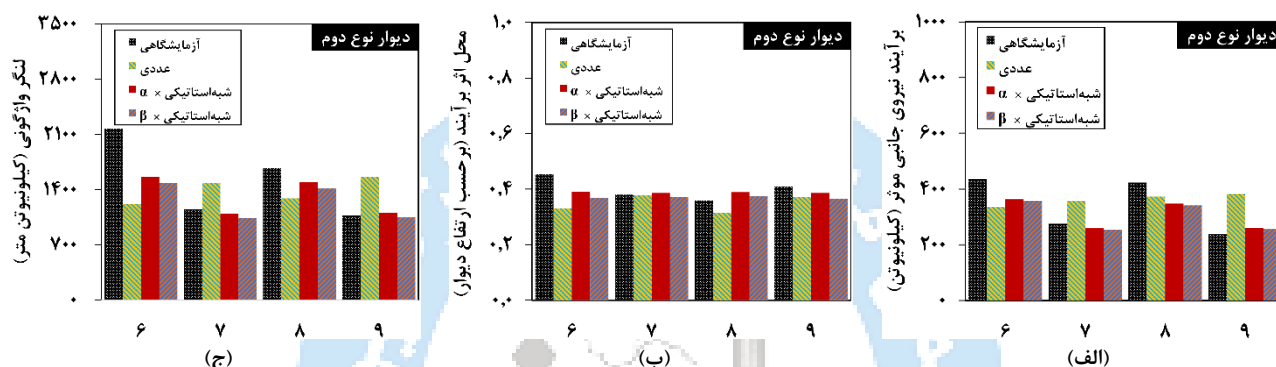 برآیند نیروی جانبی موثر (کیلونیوتن)
۱۰۰۰
۸۰۰
۶۰۰
۴۰۰
۲۰۰
۰
دیوار نوع دوم
آزمایشگاهی
عددی
شبه‌استاتیکی × α
شبه‌استاتیکی × β
۶ ۷ ۸ ۹
(الف)
محل اثر برآیند (برحسب ارتفاع دیوار)
۱,۰
۰,۸
۰,۶
۰,۴
۰,۲
۰,۰
دیوار نوع دوم
آزمایشگاهی
عددی
شبه‌استاتیکی × α
شبه‌استاتیکی × β
۶ ۷ ۸ ۹
(ب)
لنگر واژگونی (کیلونیوتن متر)
۳۵۰۰
۲۸۰۰
۲۱۰۰
۱۴۰۰
۷۰۰
۰
دیوار نوع دوم
آزمایشگاهی
عددی
شبه‌استاتیکی × α
شبه‌استاتیکی × β
۶ ۷ ۸ ۹
(ج)